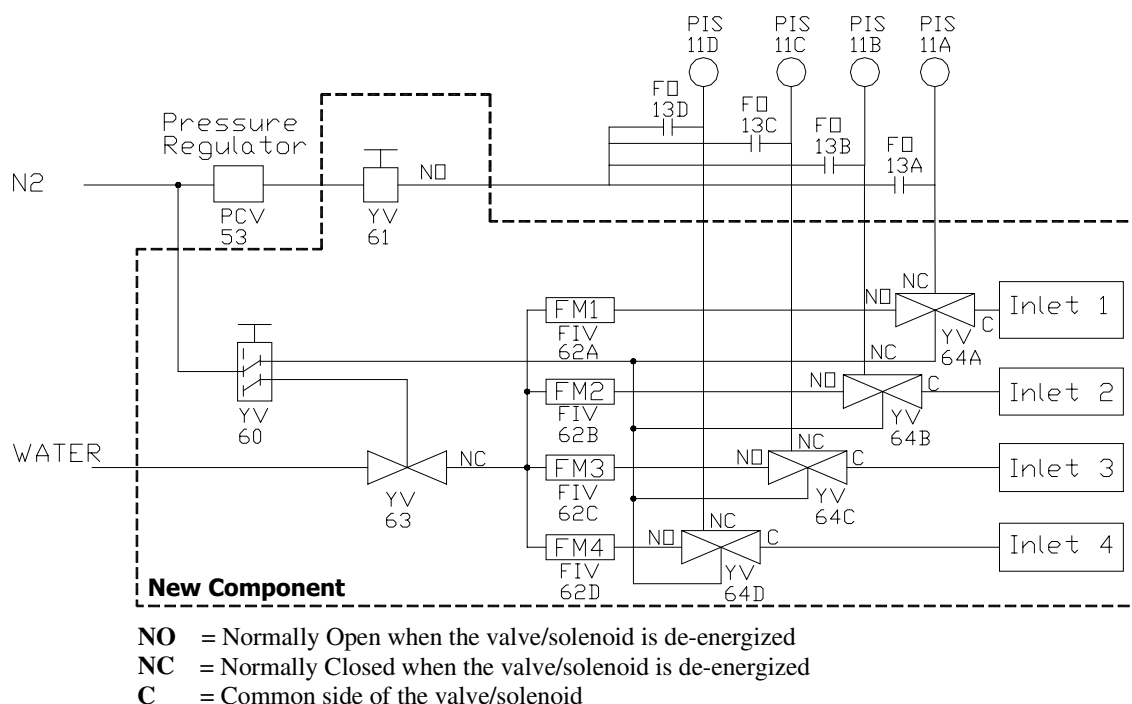 PIS PIS PIS PIS
11D 11C 11B 11A
FO
13D
FO
13C
FO
13B
FO
13A
Pressure
Regulator
N2
NO
PCV
53
YV
61
NC
NO
FM1
C
Inlet 1
FIV
62A
YV
64A
NC
NO
FM2
C
Inlet 2
YV
60
FIV
62B
YV
64B
WATER
NC
NC
NO
FM3
C
Inlet 3
YV
63
FIV
62C
YV
64C
NC
NO
FM4
C
Inlet 4
FIV
62D
YV
64D
New Component
NO = Normally Open when the valve/solenoid is de-energized
NC = Normally Closed when the valve/solenoid is de-energized
C = Common side of the valve/solenoid